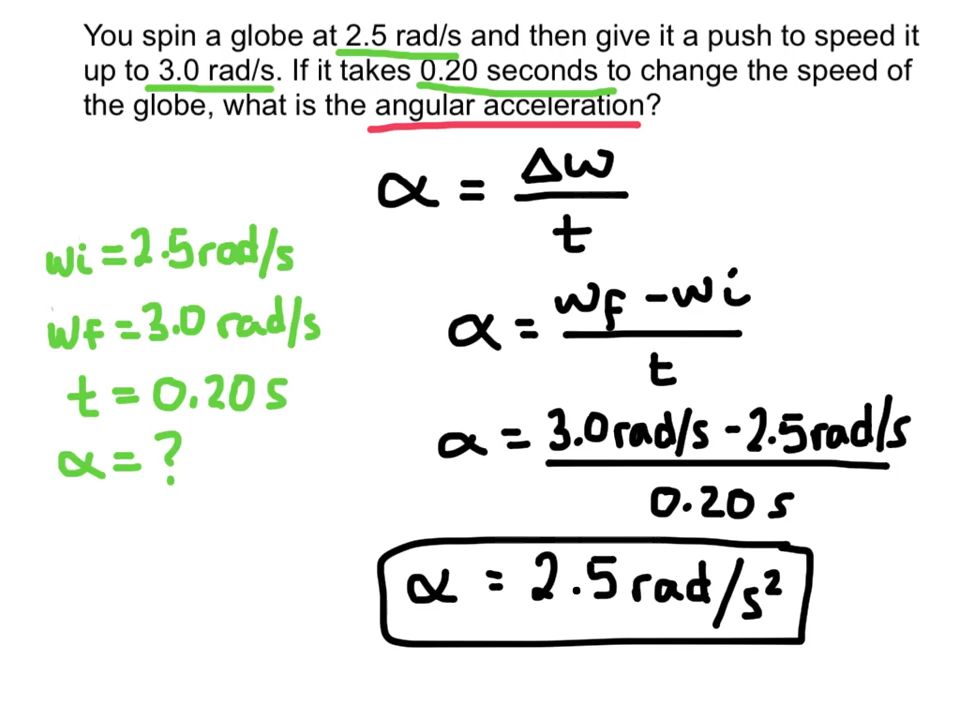 You spin a globe at 2.5 rad/s and then give it a push to speed it
up to 3.0 rad/s. If it takes 0.20 seconds to change the speed of
the globe, what is the angular acceleration?
α = Δω / t
ωi = 2.5 rad/s
ωf = 3.0 rad/s
t = 0.20 s
α = ?
α = ωf - ωi / t
α = 3.0 rad/s - 2.5 rad/s / 0.20 s
α = 2.5 rad/s²